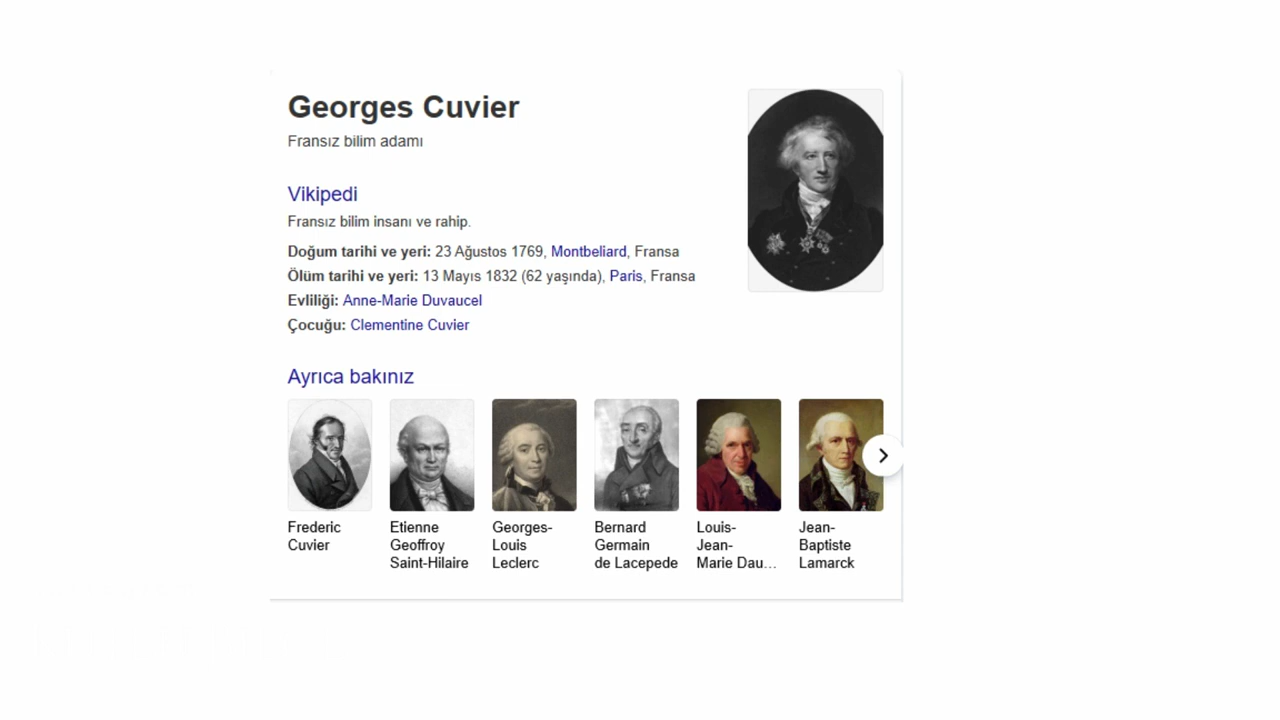 Georges Cuvier
Fransız bilim adamı
Vikipedi
Fransız bilim insanı ve rahip.
Doğum tarihi ve yeri: 23 Ağustos 1769, Montbeliard, Fransa
Ölüm tarihi ve yeri: 13 Mayıs 1832 (62 yaşında), Paris, Fransa
Evliliği: Anne-Marie Duvaucel
Çocuğu: Clementine Cuvier
Ayrıca bakınız
Frederic
Cuvier
Etienne
Geoffroy
Saint-Hilaire
Georges-
Louis
Leclerc
Bernard
Germain
de Lacepede
Louis-
Jean-
Marie Dau...
Jean-
Baptiste
Lamarck